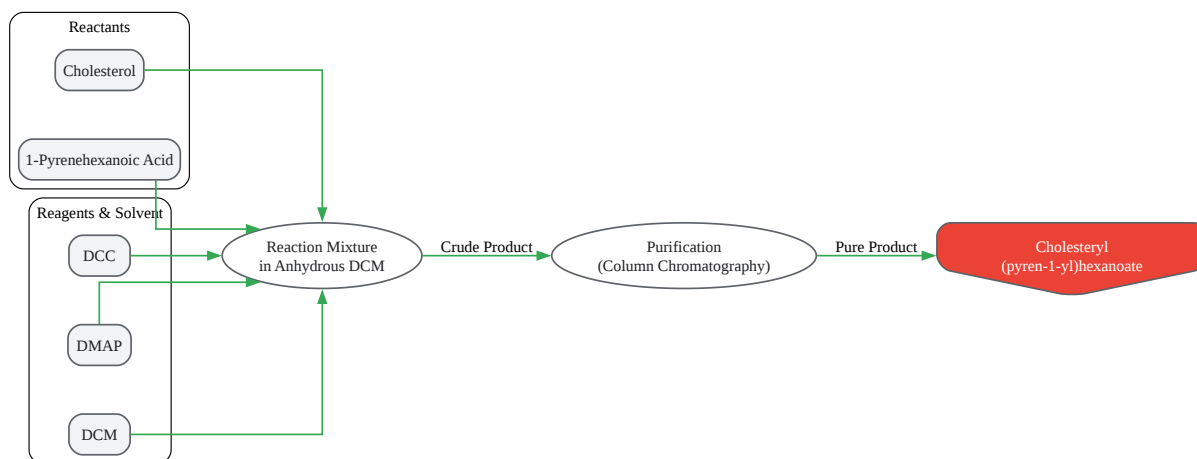 Reactants
Cholesterol
1-Pyrenehexanoic Acid
Reagents & Solvent
DCC
DMAP
DCM
Reaction Mixture
in Anhydrous DCM
Crude Product
Purification
(Column Chromatography)
Pure Product
Cholesteryl
(pyren-1-yl)hexanoate